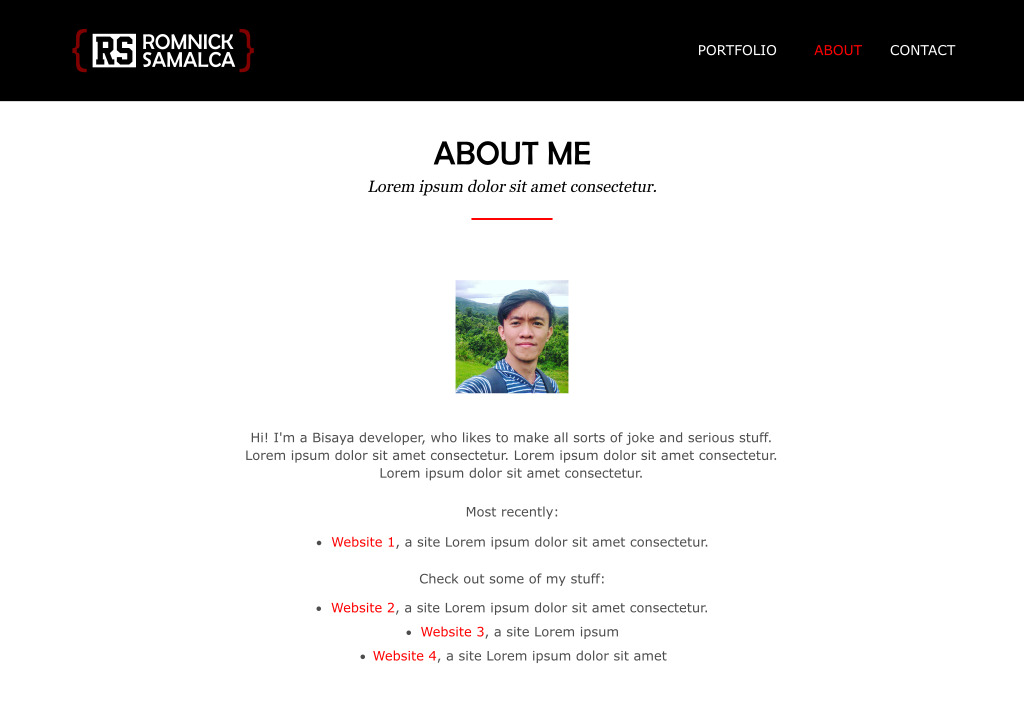 { RS ROMNICK SAMALCA }
PORTFOLIO ABOUT CONTACT
ABOUT ME
Lorem ipsum dolor sit amet consectetur.
Hi! I'm a Bisaya developer, who likes to make all sorts of joke and serious stuff.
Lorem ipsum dolor sit amet consectetur. Lorem ipsum dolor sit amet consectetur.
Lorem ipsum dolor sit amet consectetur.
Most recently:
• Website 1, a site Lorem ipsum dolor sit amet consectetur.
Check out some of my stuff:
• Website 2, a site Lorem ipsum dolor sit amet consectetur.
• Website 3, a site Lorem ipsum
• Website 4, a site Lorem ipsum dolor sit amet